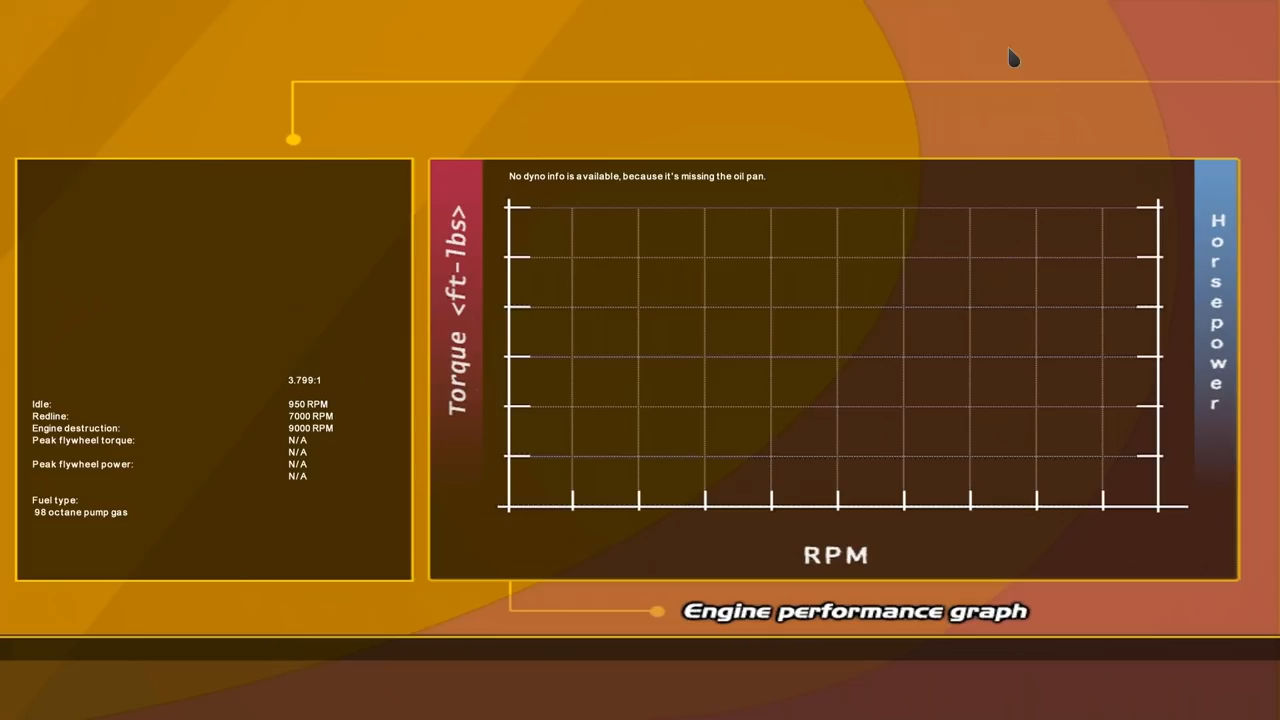 No dyno info is available, because it's missing the oil pan.
Torque <ft-lbs>
Horsepower
3.799:1
Idle: 950 RPM
Redline: 7000 RPM
Engine destruction: 9000 RPM
Peak flywheel torque: N/A
N/A
Peak flywheel power: N/A
N/A
Fuel type:
98 octane pump gas
RPM
Engine performance graph